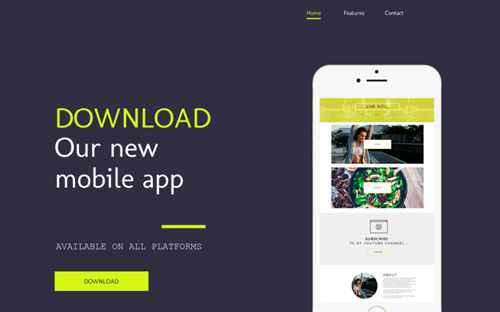 Home Features Contact
DOWNLOAD
Our new
mobile app
AVAILABLE ON ALL PLATFORMS
DOWNLOAD
LIVE WELL
SUBSCRIBE
TO MY YOUTUBE CHANNEL
ABOUT